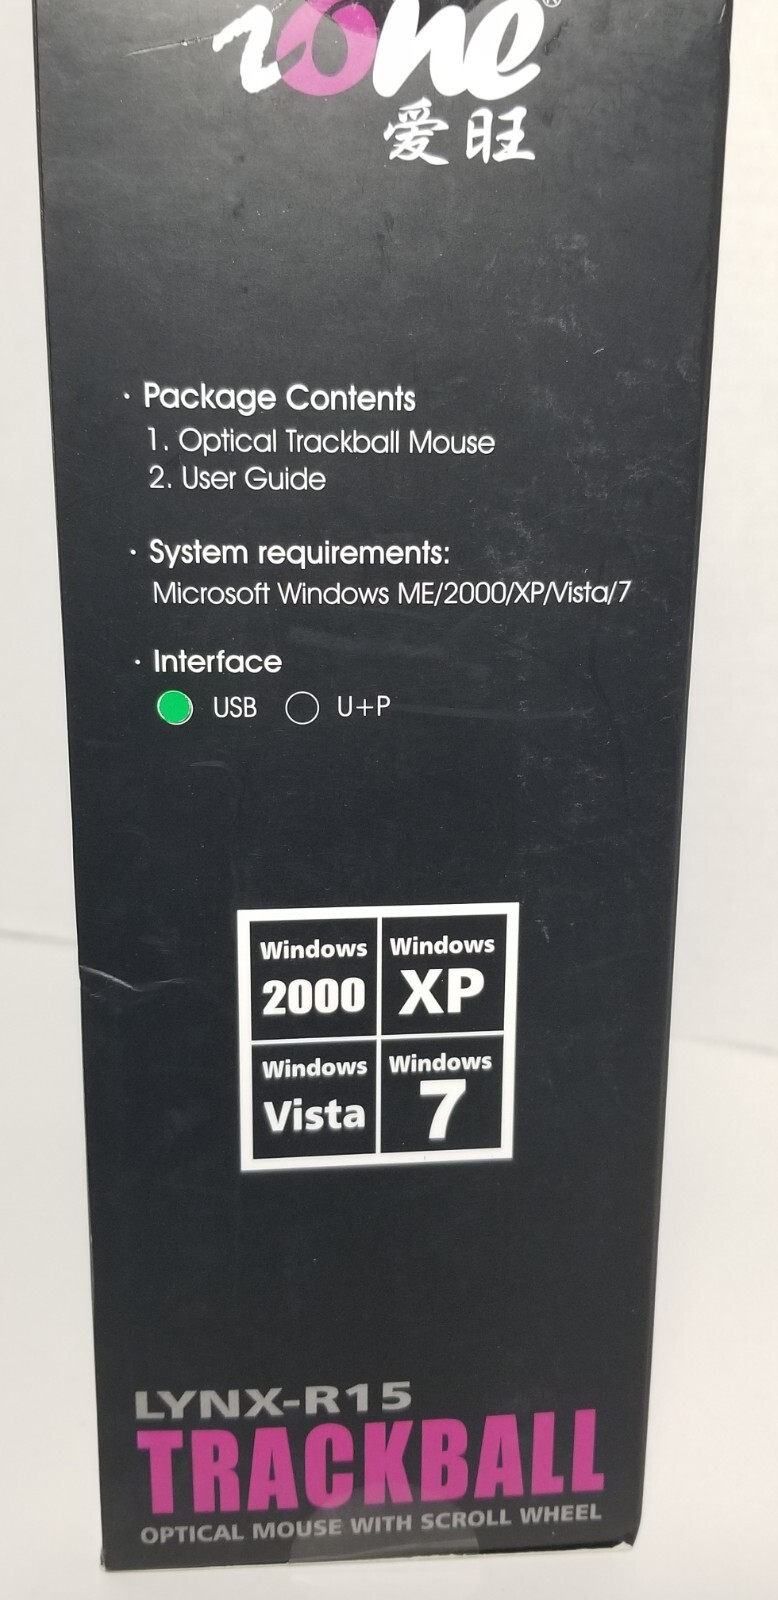 ione®
爱旺
· Package Contents
1. Optical Trackball Mouse
2. User Guide
· System requirements:
Microsoft Windows ME/2000/XP/Vista/7
· Interface
USB U+P
Windows 2000 Windows XP
Windows Vista Windows 7
LYNX-R15
TRACKBALL
OPTICAL MOUSE WITH SCROLL WHEEL